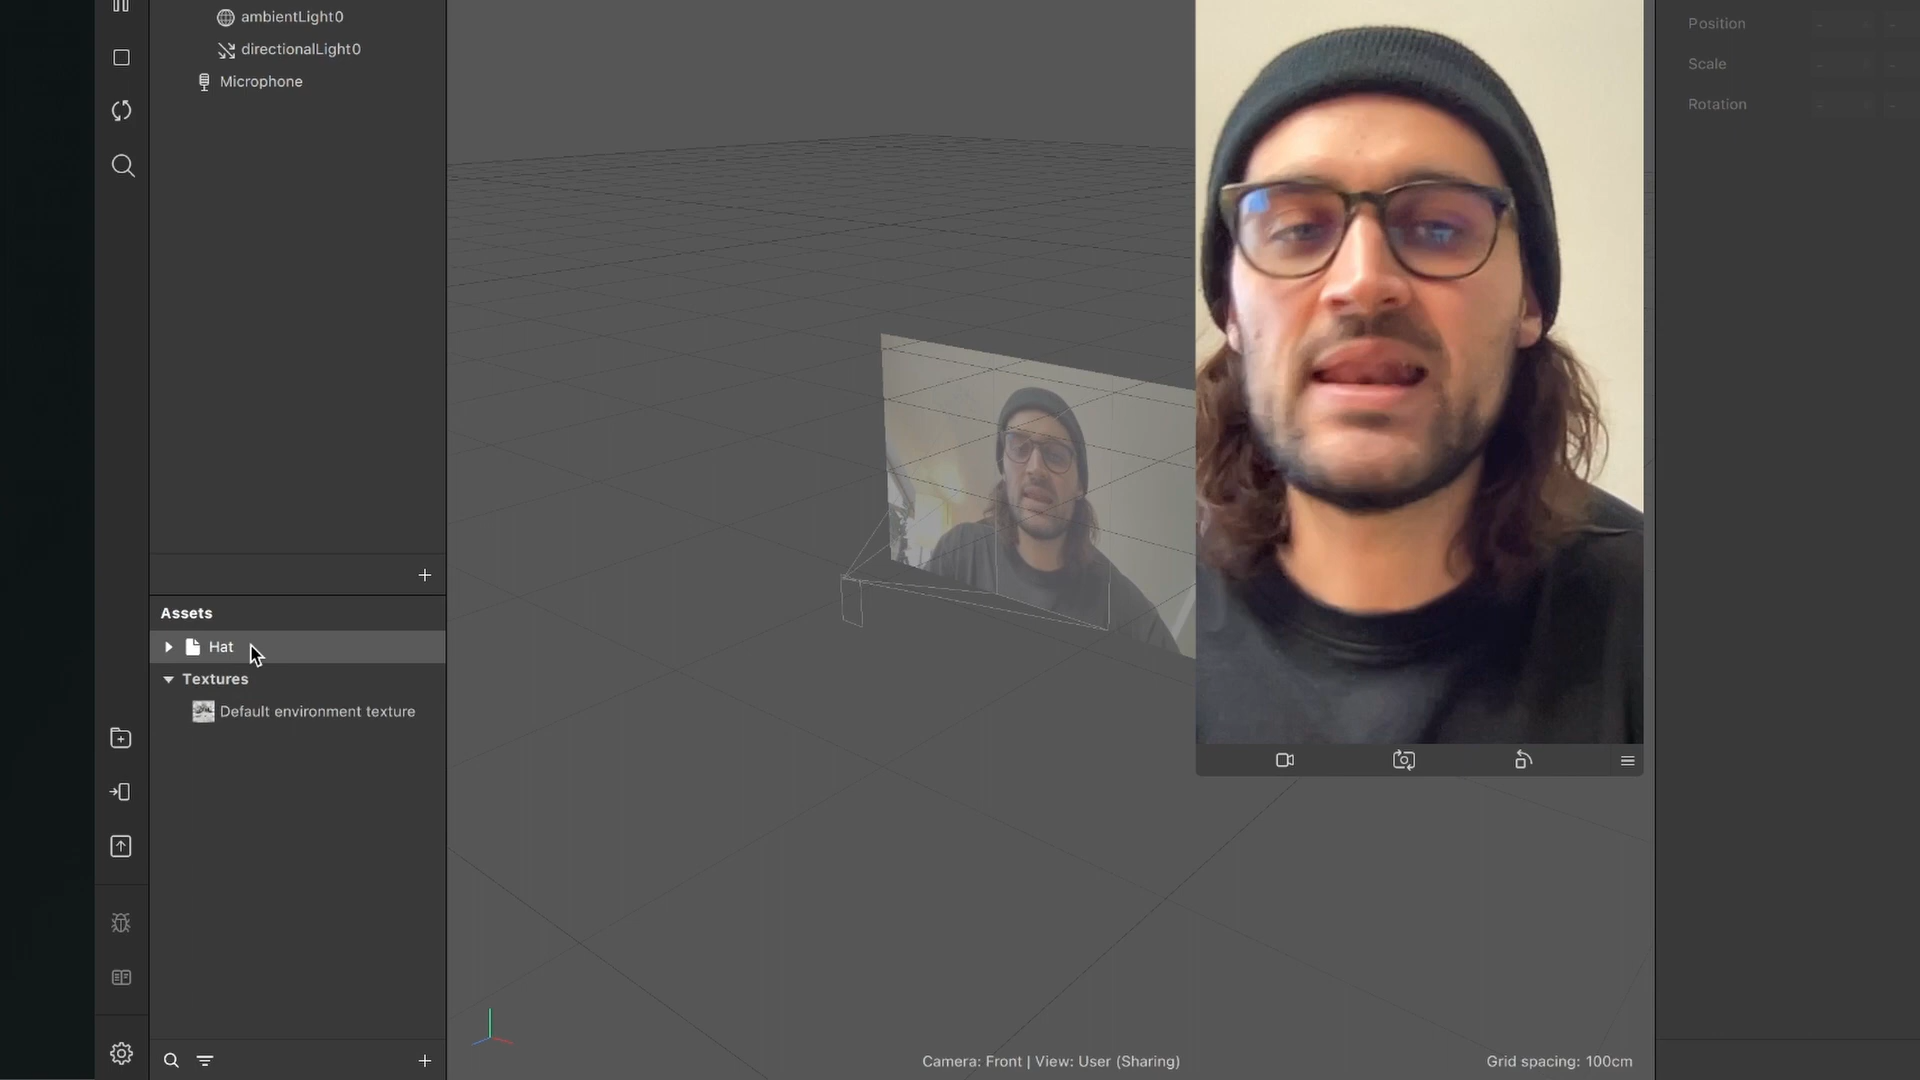 ambientLight0
directionalLight0
Microphone
Assets
Hat
Textures
Default environment texture
Position
Scale
Rotation
Camera: Front | View: User (Sharing)
Grid spacing: 100cm